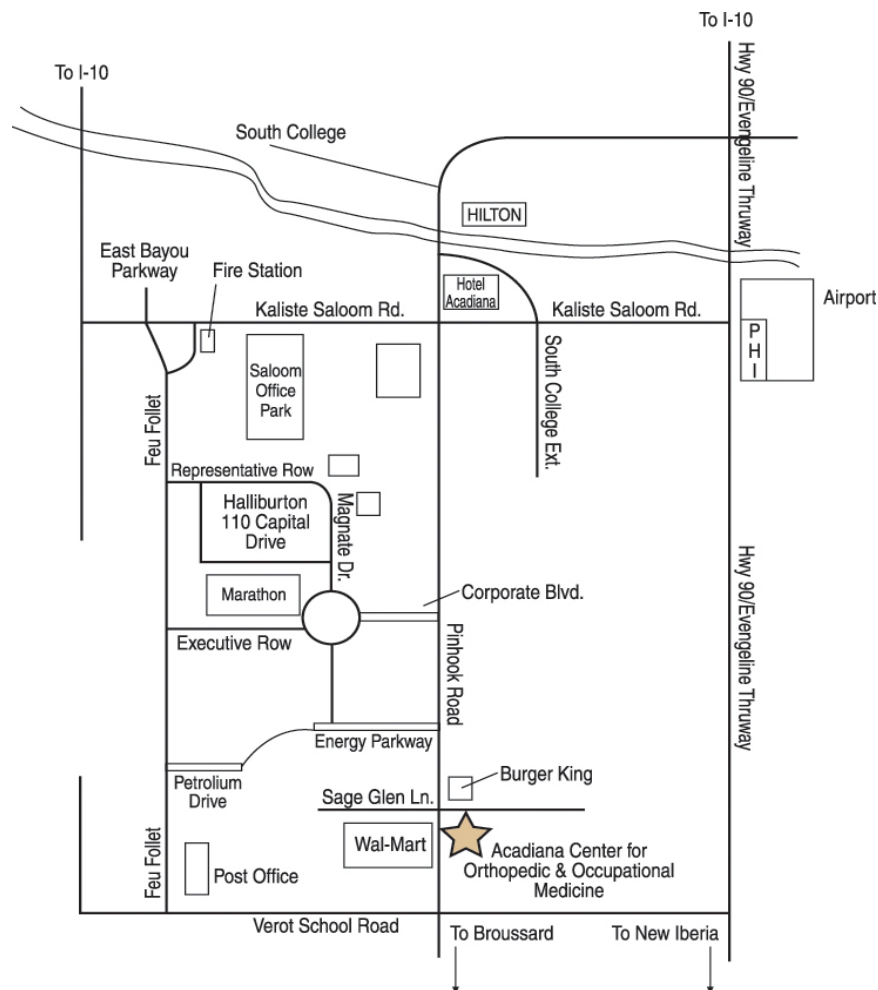 To I-10
To I-10
Hwy 90/Evengeline Thruway
South College
HILTON
East Bayou
Parkway
Fire Station
Hotel
Acadiana
Airport
Kaliste Saloom Rd.
Kaliste Saloom Rd.
P
H
I
Saloom
Office
Park
South College Ext.
Feu Follet
Representative Row
Halliburton
110 Capital
Drive
Magnate Dr.
Hwy 90/Evengeline Thruway
Marathon
Corporate Blvd.
Executive Row
Pinhook Road
Energy Parkway
Petrolium
Drive
Burger King
Sage Glen Ln.
Wal-Mart
Acadiana Center for
Orthopedic & Occupational
Medicine
Feu Follet
Post Office
Verot School Road
To Broussard
To New Iberia